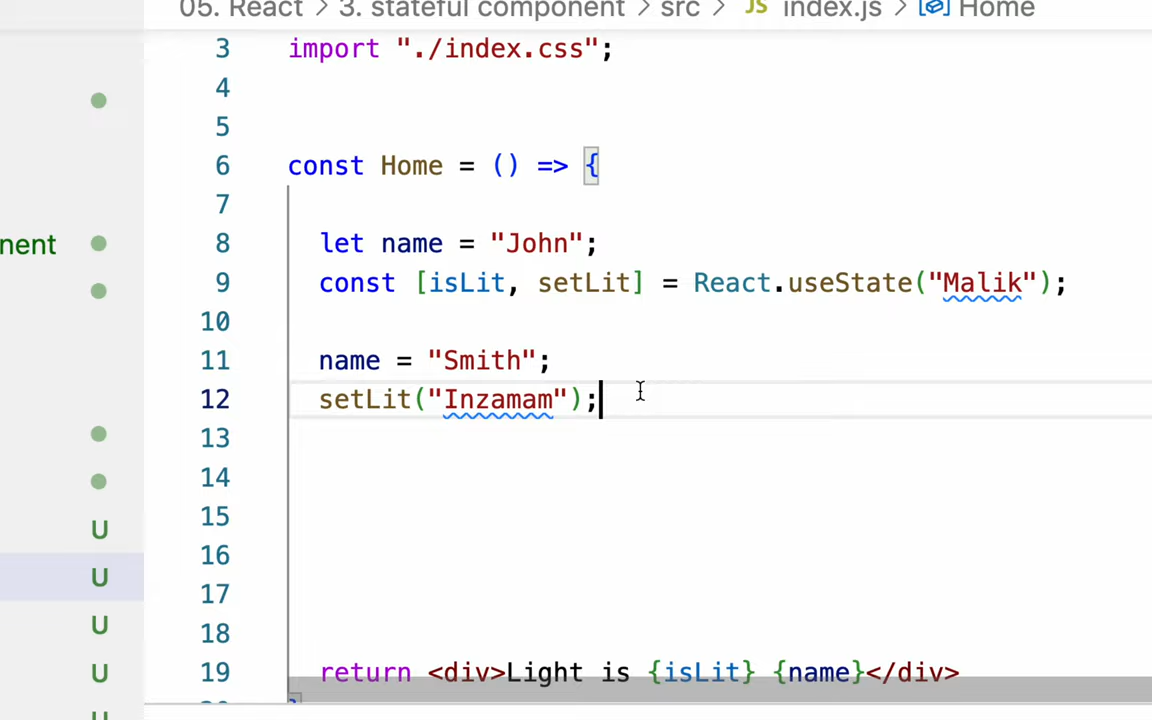 05. React > 3. stateful component > src > JS index.js > Home
3 import "./index.css";
4
5
6 const Home = () => {
7
8 let name = "John";
nent
9 const [isLit, setLit] = React.useState("Malik");
10
11 name = "Smith";
12 setLit("Inzamam");
13
14
15
U
16
U
17
18
U
19 return <div>Light is {isLit} {name}</div>
U